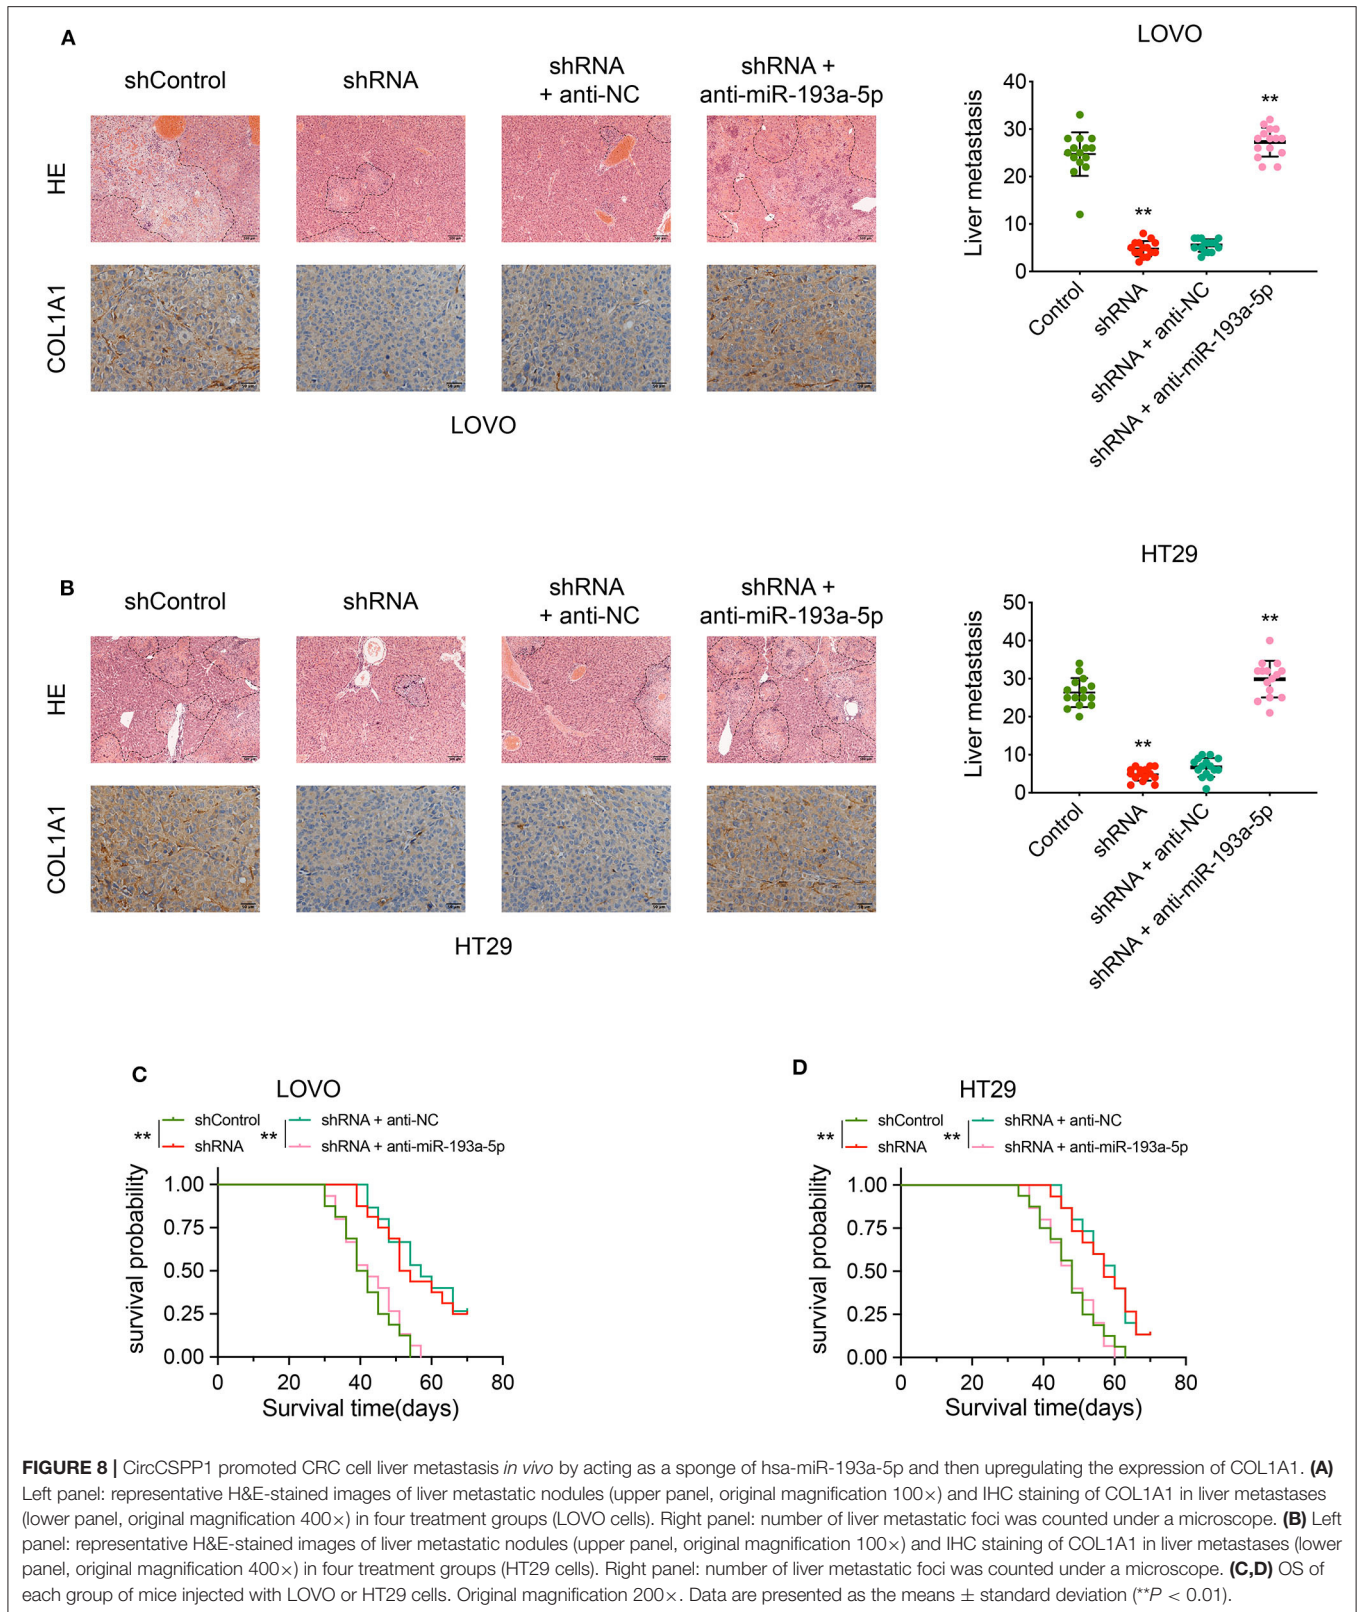 A
shControl
shRNA
shRNA
+ anti-NC
shRNA +
anti-miR-193a-5p
HE
COL1A1
LOVO
LOVO
Liver metastasis
40
30
20
10
0
**
**
Control
shRNA
shRNA + anti-NC
shRNA + anti-miR-193a-5p
B
shControl
shRNA
shRNA
+ anti-NC
shRNA +
anti-miR-193a-5p
HE
COL1A1
HT29
HT29
Liver metastasis
50
40
30
20
10
0
**
**
Control
shRNA
shRNA + anti-NC
shRNA + anti-miR-193a-5p
C
LOVO
** shControl
shRNA
** shRNA + anti-NC
shRNA + anti-miR-193a-5p
survival probability
1.00
0.75
0.50
0.25
0.00
0 20 40 60 80
Survival time(days)
D
HT29
** shControl
shRNA
** shRNA + anti-NC
shRNA + anti-miR-193a-5p
survival probability
1.00
0.75
0.50
0.25
0.00
0 20 40 60 80
Survival time(days)
FIGURE 8 | CircCSPP1 promoted CRC cell liver metastasis in vivo by acting as a sponge of hsa-miR-193a-5p and then upregulating the expression of COL1A1. (A)
Left panel: representative H&E-stained images of liver metastatic nodules (upper panel, original magnification 100×) and IHC staining of COL1A1 in liver metastases
(lower panel, original magnification 400×) in four treatment groups (LOVO cells). Right panel: number of liver metastatic foci was counted under a microscope. (B) Left
panel: representative H&E-stained images of liver metastatic nodules (upper panel, original magnification 100×) and IHC staining of COL1A1 in liver metastases (lower
panel, original magnification 400×) in four treatment groups (HT29 cells). Right panel: number of liver metastatic foci was counted under a microscope. (C,D) OS of
each group of mice injected with LOVO or HT29 cells. Original magnification 200×. Data are presented as the means ± standard deviation (**P < 0.01).